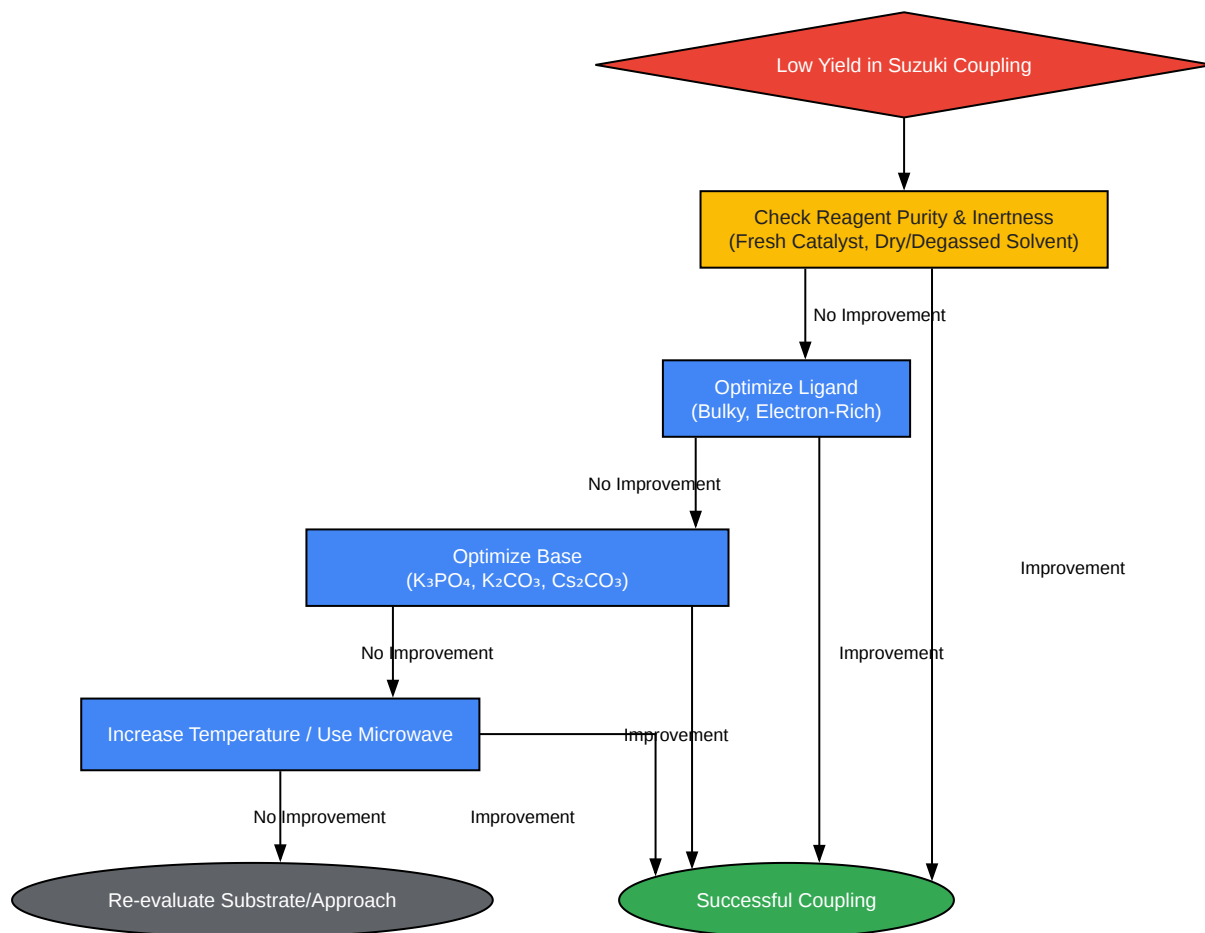 Low Yield in Suzuki Coupling
Check Reagent Purity & Inertness
(Fresh Catalyst, Dry/Degassed Solvent)
No Improvement
Optimize Ligand
(Bulky, Electron-Rich)
No Improvement
Optimize Base
(K₃PO₄, K₂CO₃, Cs₂CO₃)
Improvement
No Improvement
Improvement
Increase Temperature / Use Microwave
Improvement
No Improvement
Improvement
Re-evaluate Substrate/Approach
Successful Coupling